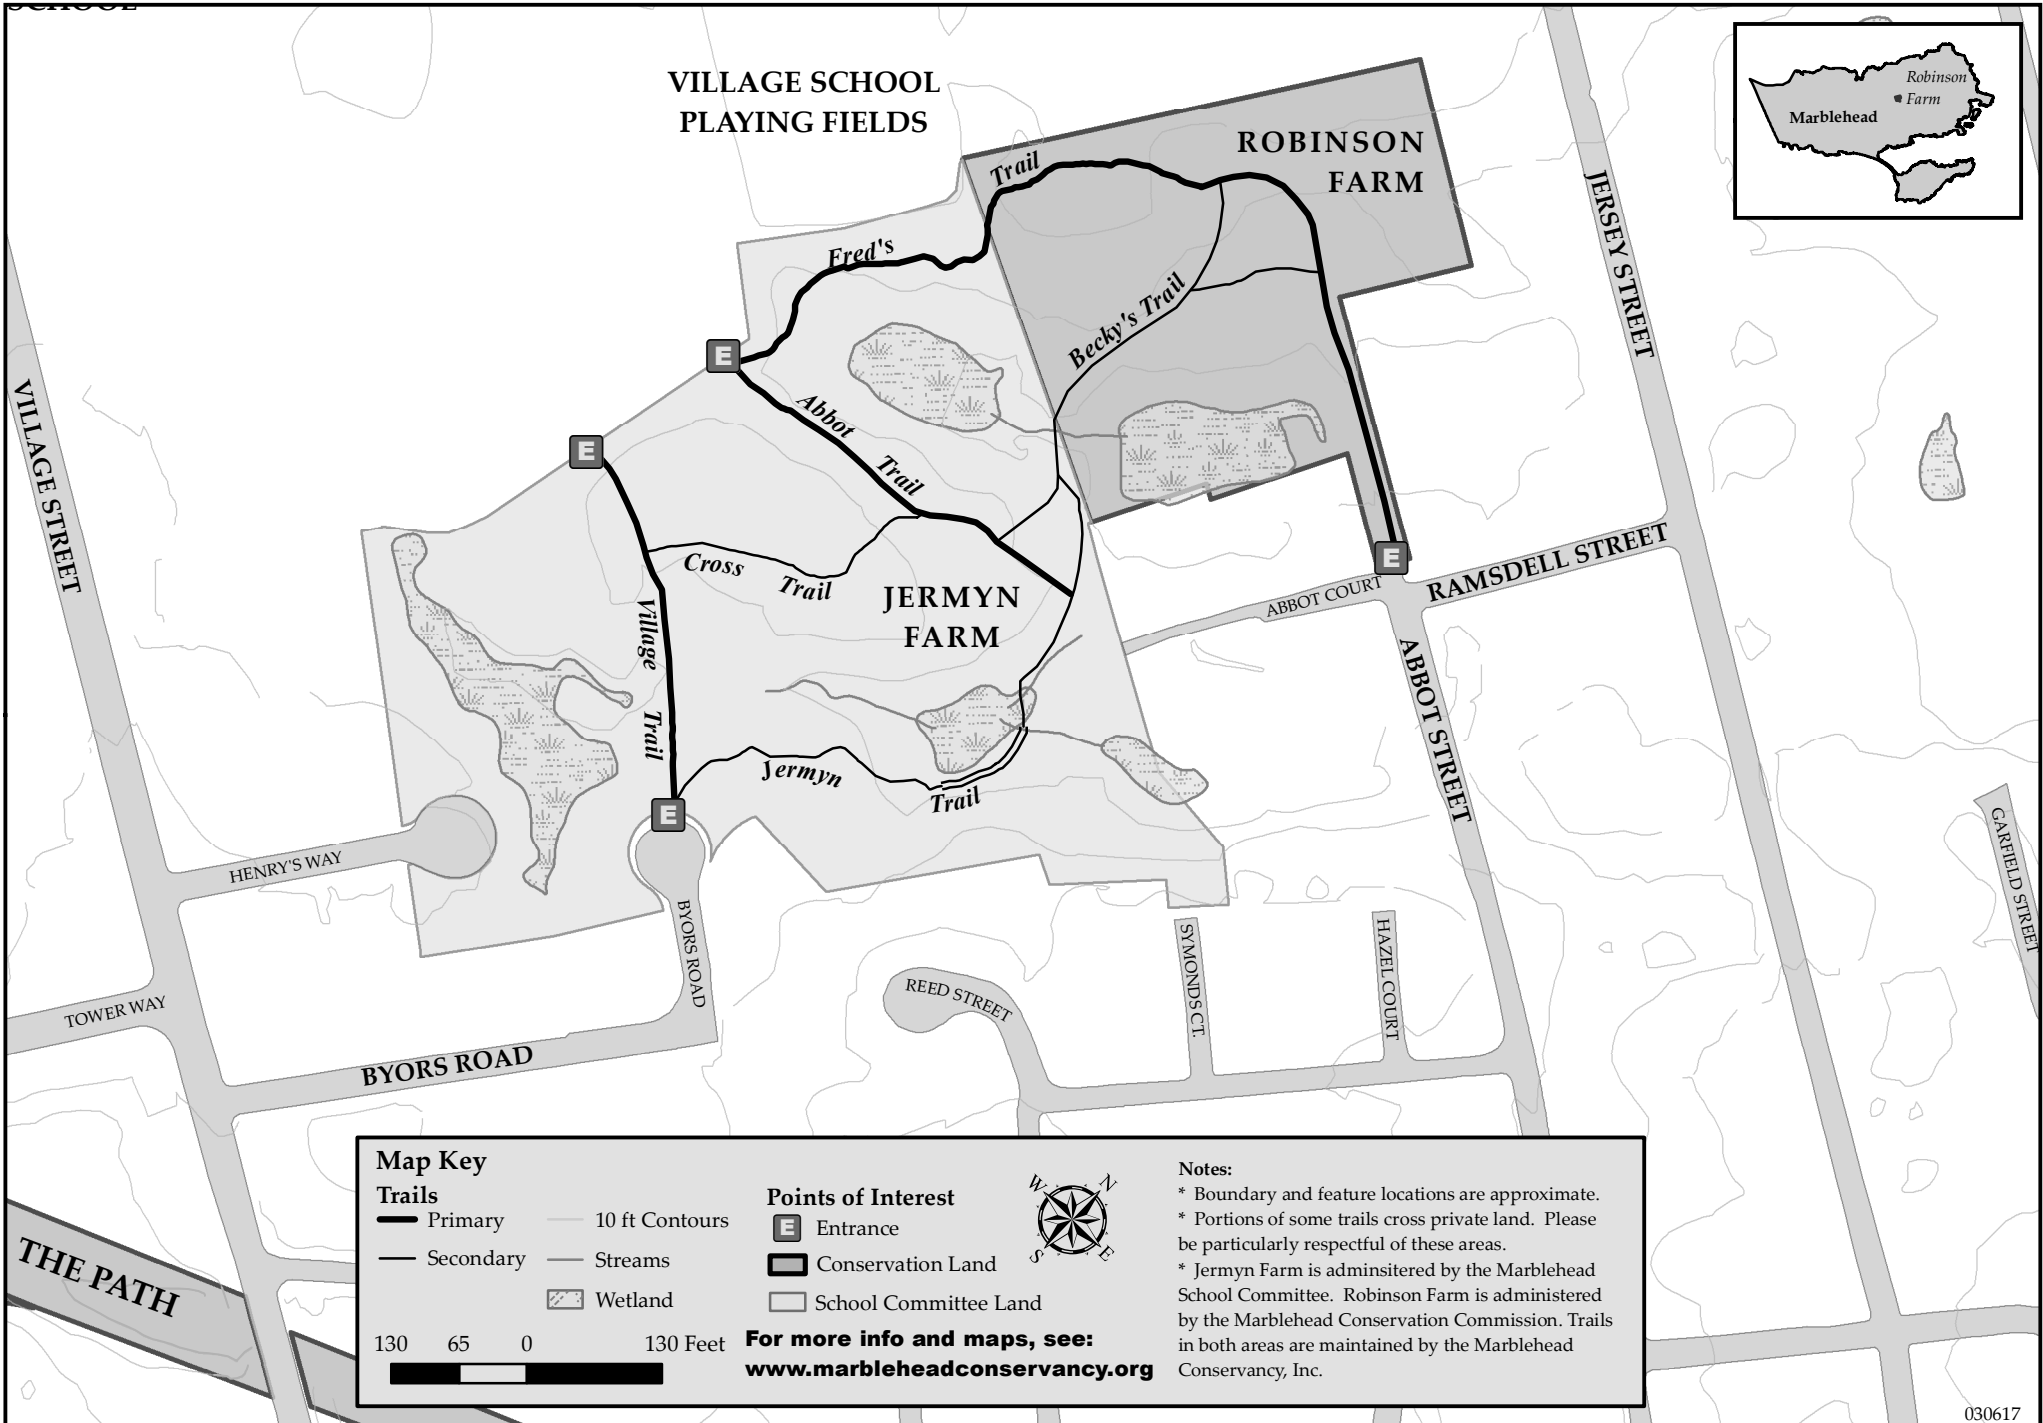 SCHOOL
VILLAGE SCHOOL
PLAYING FIELDS
Robinson
Farm
Marblehead
ROBINSON
FARM
Trail
Fred's
JERSEY STREET
Becky's Trail
E
Abbot
Trail
E
VILLAGE STREET
Cross
Trail
JERMYN
FARM
E
RAMSDELL STREET
ABBOT COURT
Village
Trail
ABBOT STREET
Jermyn
Trail
E
HENRY'S WAY
GARFIELD STREET
BYORS ROAD
SYMONDS CT.
HAZEL COURT
REED STREET
TOWER WAY
BYORS ROAD
THE PATH
Map Key
Trails
Primary
Secondary
10 ft Contours
Streams
Wetland
130 65 0 130 Feet
Points of Interest
E Entrance
Conservation Land
School Committee Land
W N
S E
For more info and maps, see:
www.marbleheadconservancy.org
Notes:
* Boundary and feature locations are approximate.
* Portions of some trails cross private land. Please
be particularly respectful of these areas.
* Jermyn Farm is adminsitered by the Marblehead
School Committee. Robinson Farm is administered
by the Marblehead Conservation Commission. Trails
in both areas are maintained by the Marblehead
Conservancy, Inc.
030617